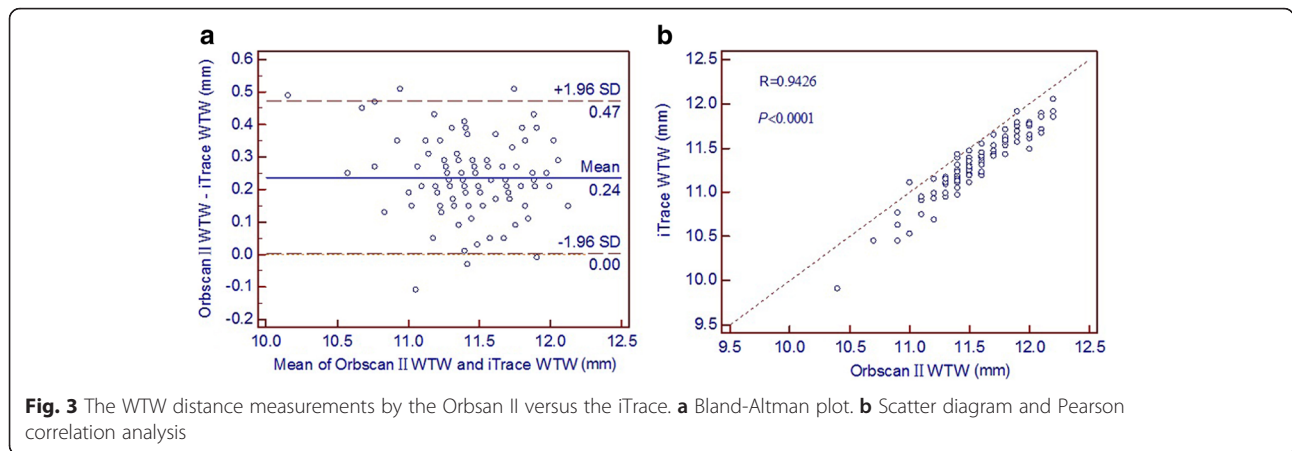 a
0.6
0.5
0.4
0.3
0.2
0.1
0.0
-0.1
-0.2
Orbscan II WTW - iTrace WTW (mm)
+1.96 SD
0.47
Mean
0.24
-1.96 SD
0.00
10.0 10.5 11.0 11.5 12.0 12.5
Mean of Orbscan II WTW and iTrace WTW (mm)
b
12.5
12.0
11.5
11.0
10.5
10.0
9.5
iTrace WTW (mm)
R=0.9426
P<0.0001
9.5 10.0 10.5 11.0 11.5 12.0 12.5
Orbscan II WTW (mm)
Fig. 3 The WTW distance measurements by the Orbsan II versus the iTrace. a Bland-Altman plot. b Scatter diagram and Pearson
correlation analysis